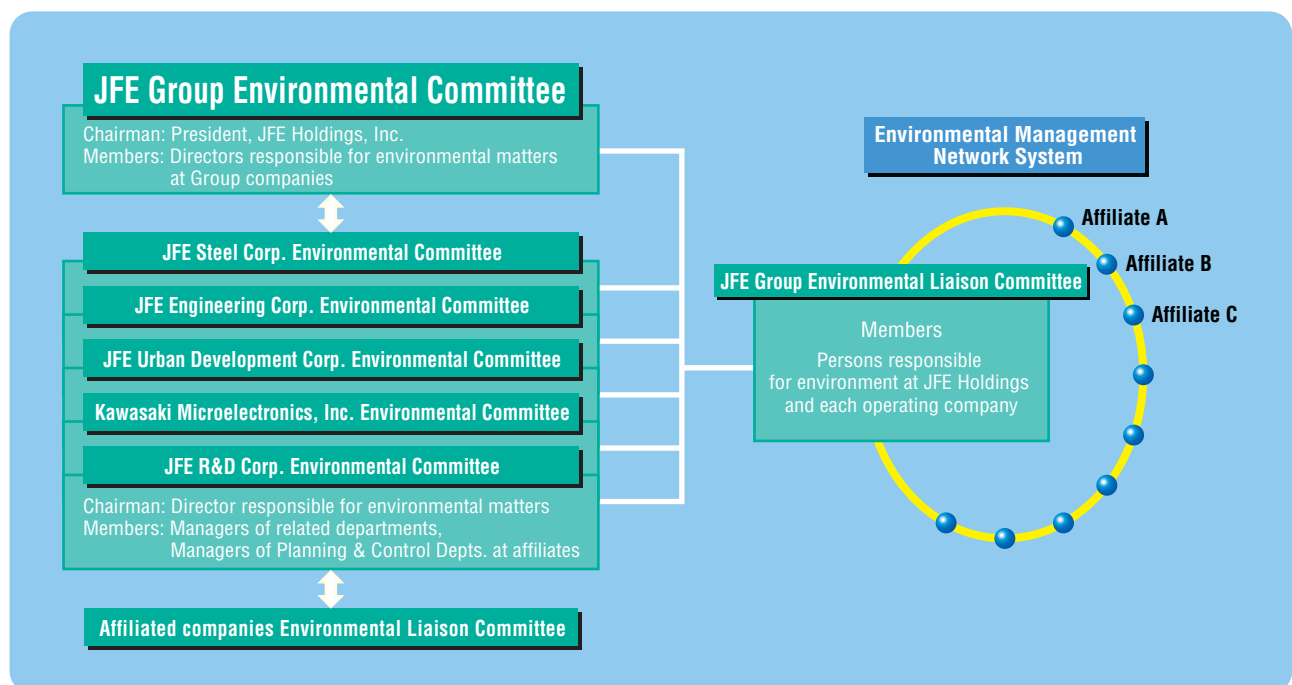 JFE Group Environmental Committee
Chairman: President, JFE Holdings, Inc.
Members: Directors responsible for environmental matters
at Group companies
JFE Steel Corp. Environmental Committee
JFE Engineering Corp. Environmental Committee
JFE Urban Development Corp. Environmental Committee
Kawasaki Microelectronics, Inc. Environmental Committee
JFE R&D Corp. Environmental Committee
Chairman: Director responsible for environmental matters
Members: Managers of related departments,
Managers of Planning & Control Depts. at affiliates
Affiliated companies Environmental Liaison Committee
Environmental Management
Network System
Affiliate A
Affiliate B
Affiliate C
JFE Group Environmental Liaison Committee
Members
Persons responsible
for environment at JFE Holdings
and each operating company